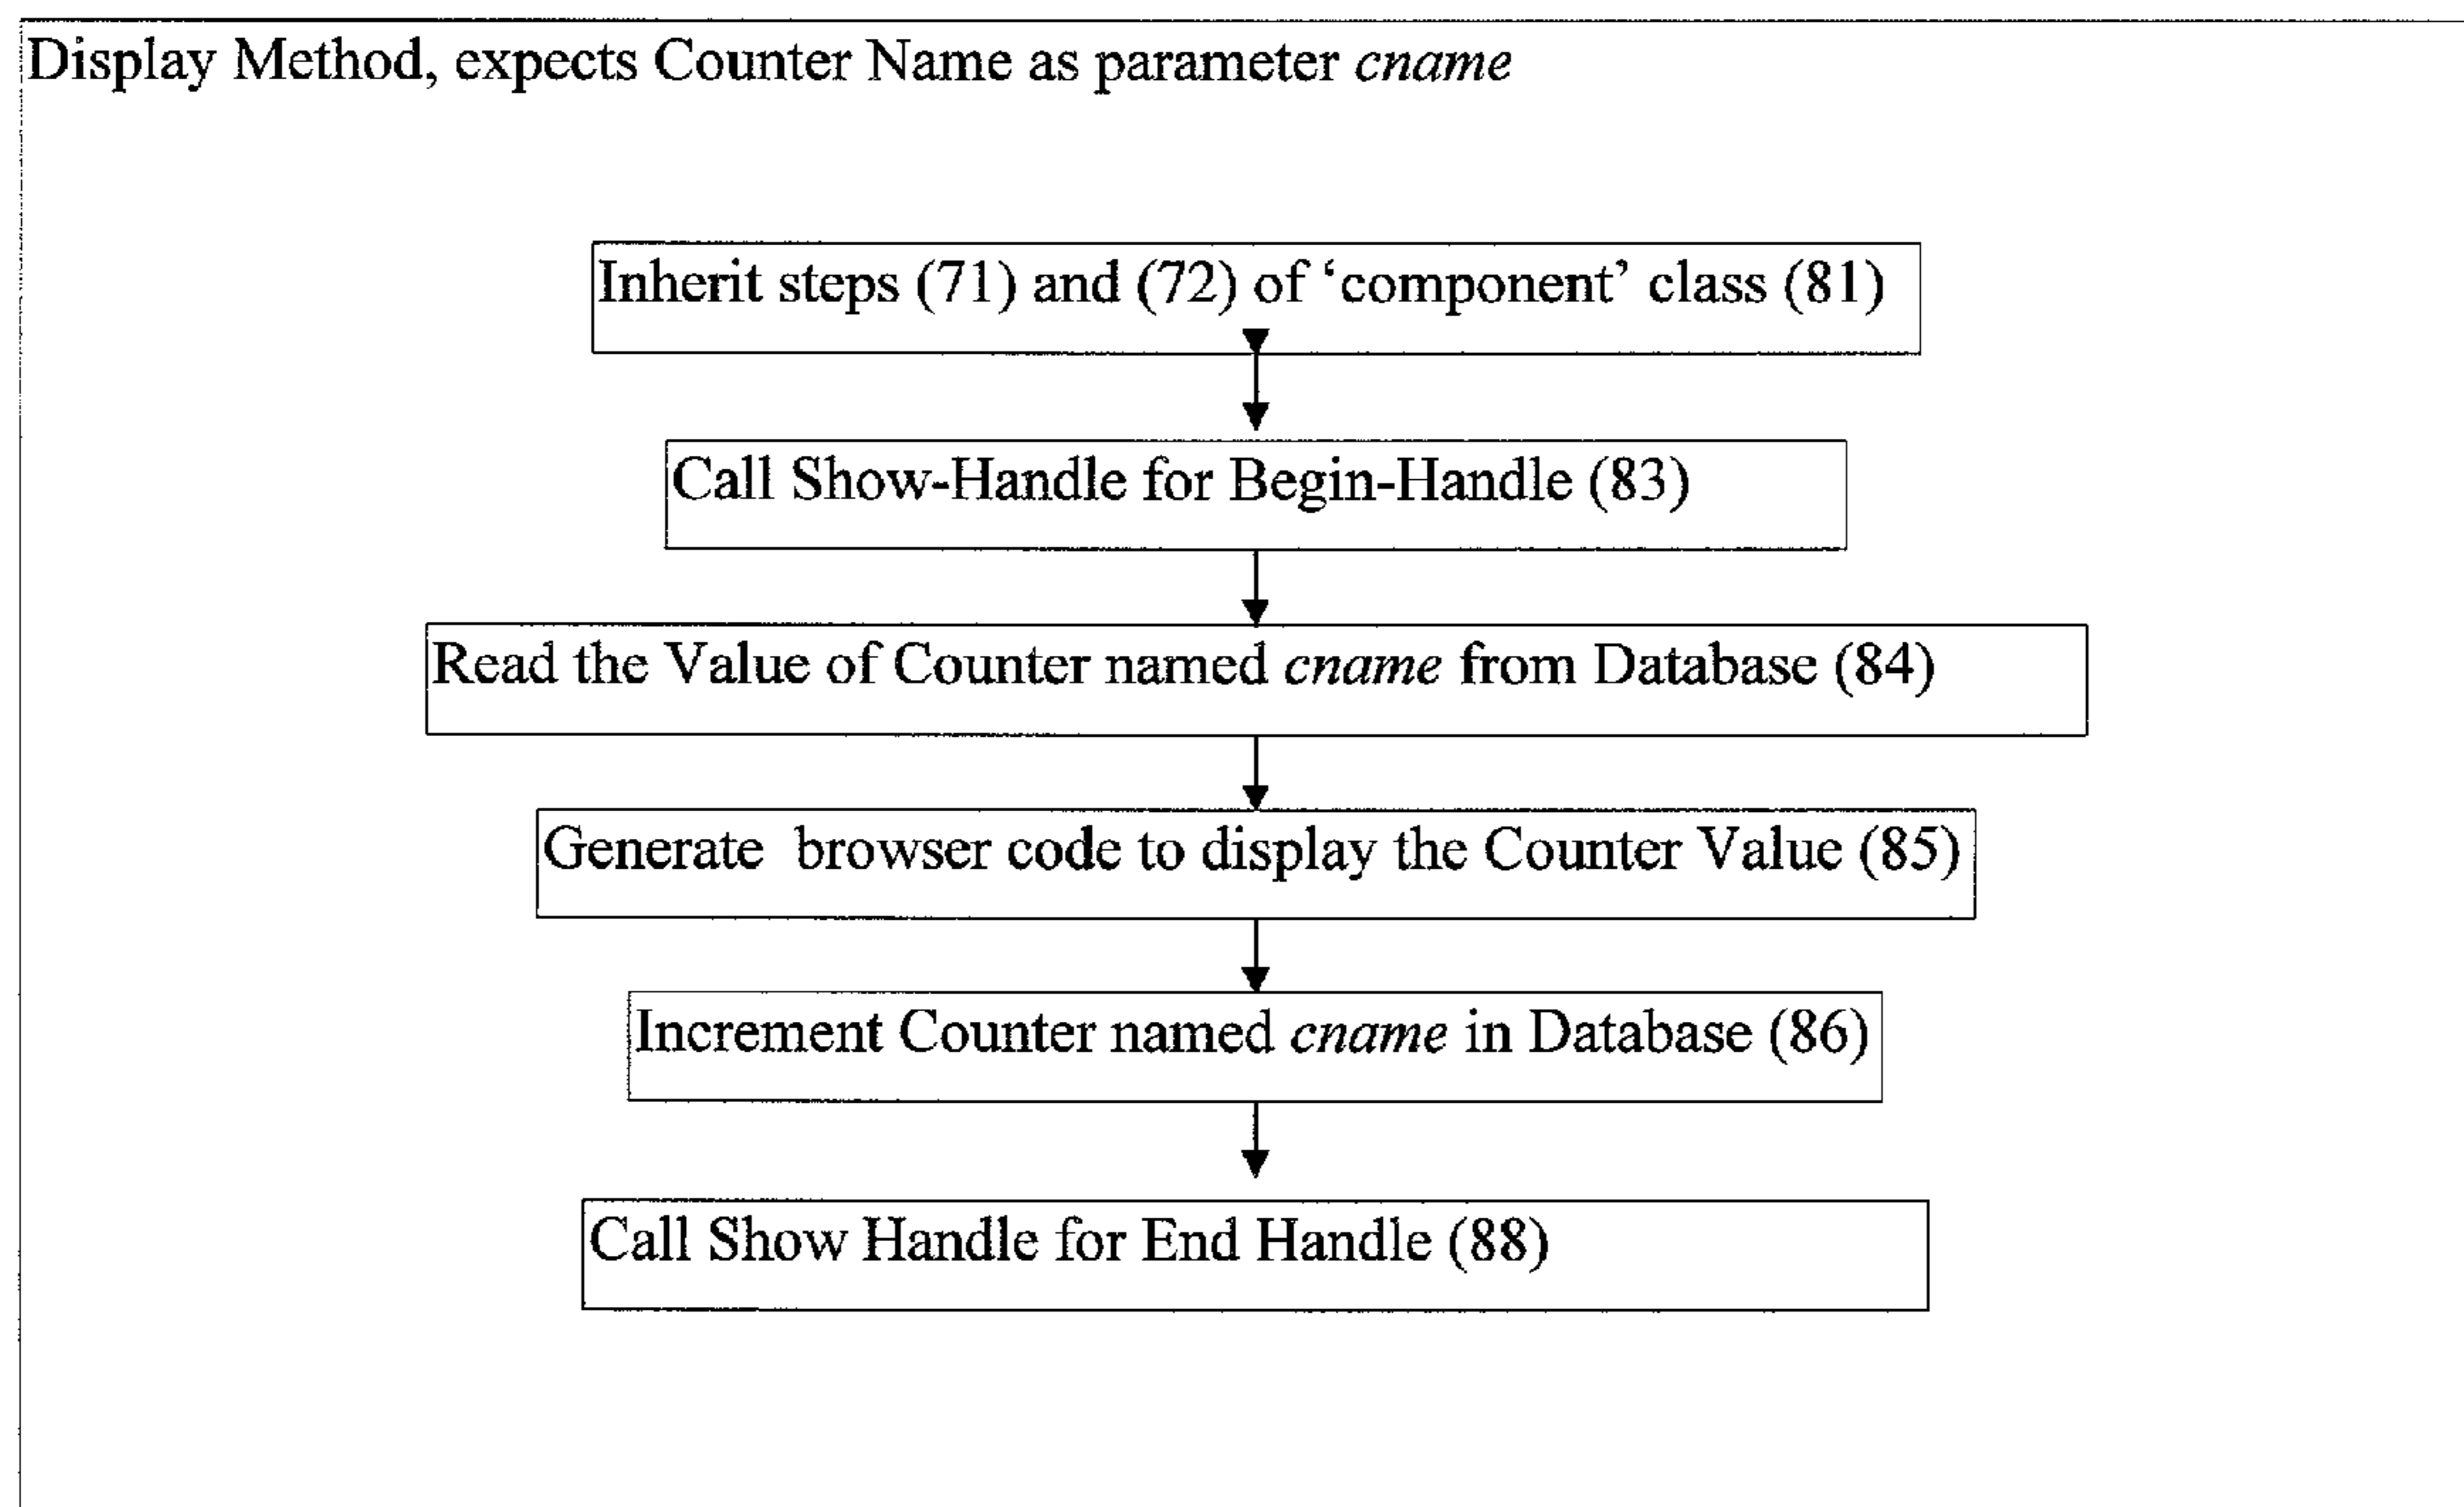 Display Method, expects Counter Name as parameter cname
Inherit steps (71) and (72) of ‘component’ class (81)
Call Show-Handle for Begin-Handle (83)
Read the Value of Counter named cname from Database (84)
Generate browser code to display the Counter Value (85)
Increment Counter named cname in Database (86)
Call Show Handle for End Handle (88)